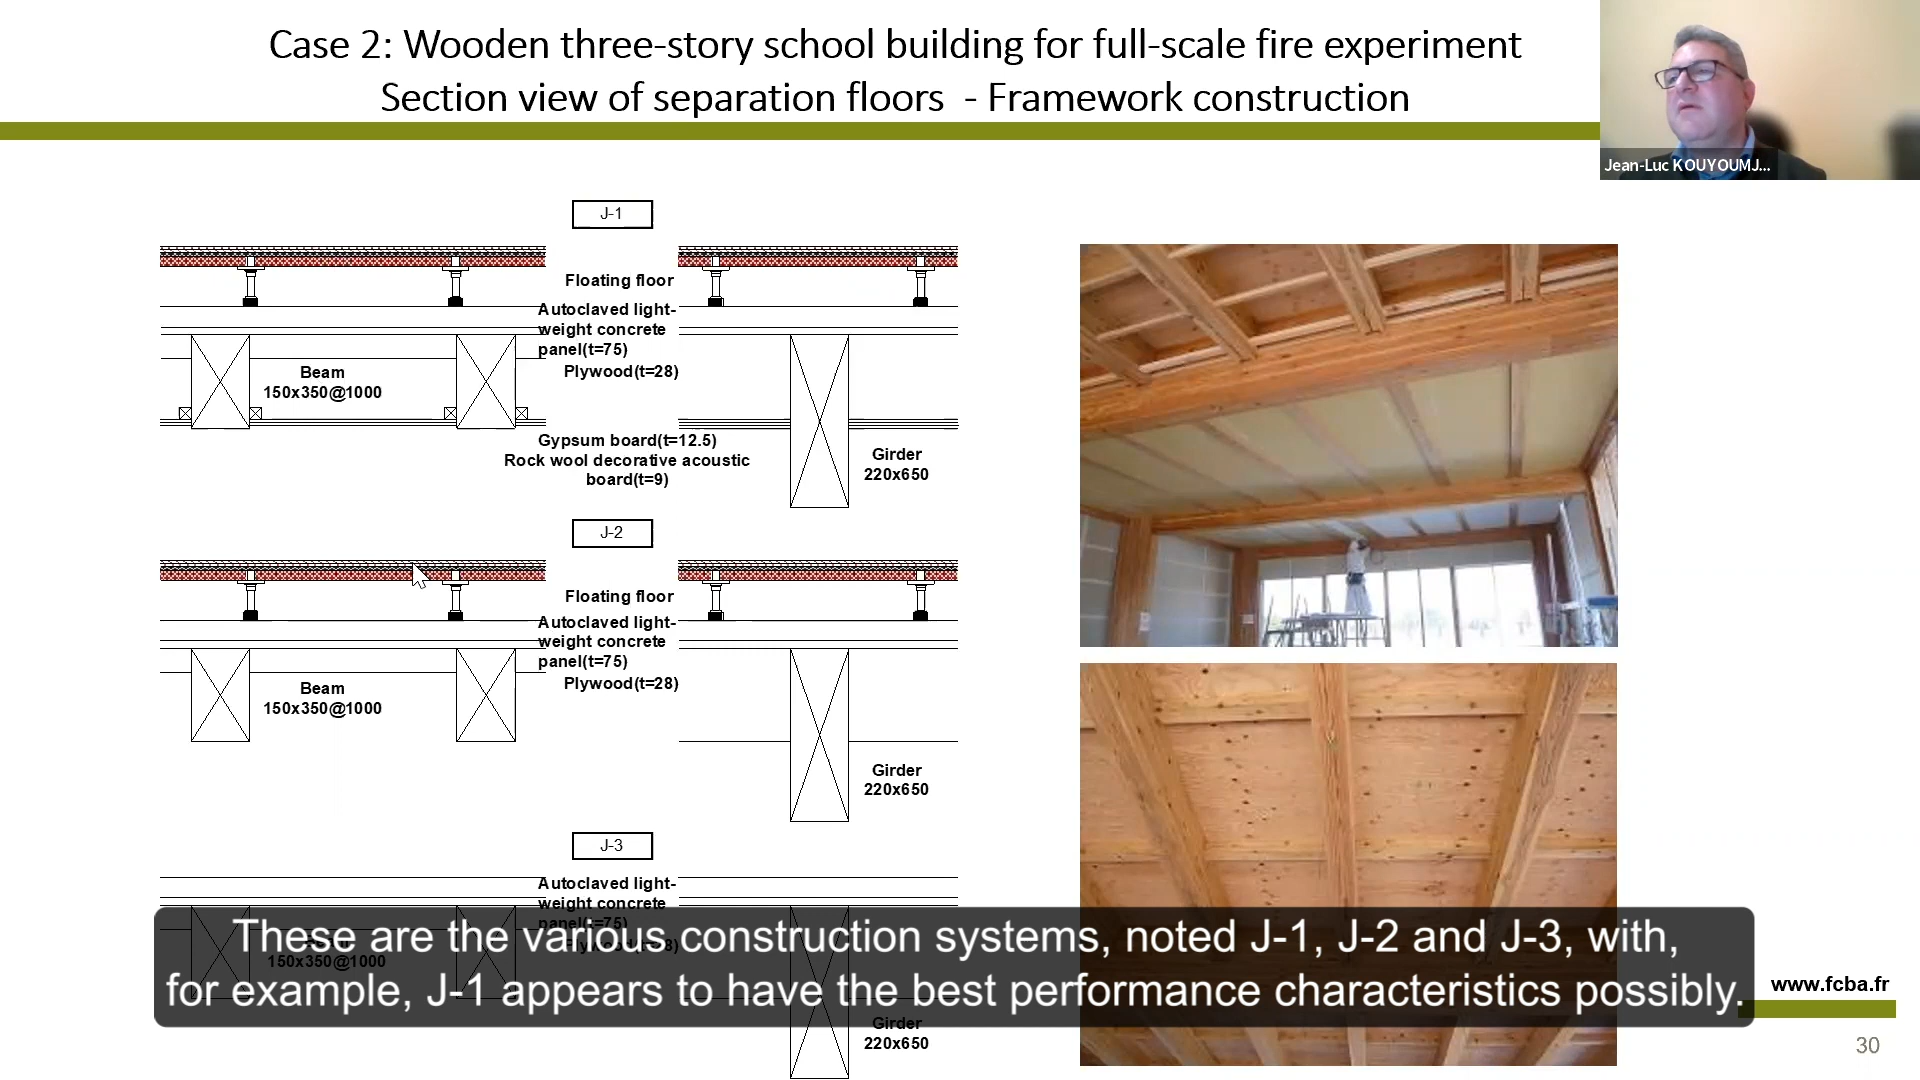 Case 2: Wooden three-story school building for full-scale fire experiment
Section view of separation floors - Framework construction
Jean-Luc KOUYOUMJ...
J-1
Floating floor
Autoclaved light-
weight concrete
panel(t=75)
Plywood(t=28)
Beam
150x350@1000
Gypsum board(t=12.5)
Rock wool decorative acoustic
board(t=9)
Girder
220x650
J-2
Floating floor
Autoclaved light-
weight concrete
panel(t=75)
Plywood(t=28)
Beam
150x350@1000
Girder
220x650
J-3
Autoclaved light-
weight concrete
panel(t=75)
150x350@1000
Girder
220x650
These are the various construction systems, noted J-1, J-2 and J-3, with,
for example, J-1 appears to have the best performance characteristics possibly.
www.fcba.fr
30